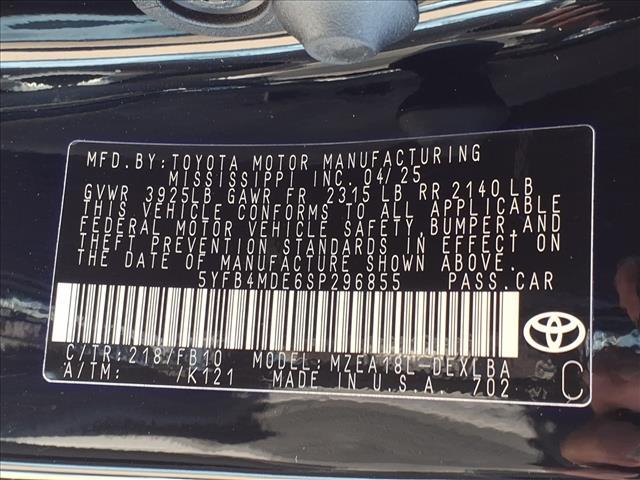 MFD. BY: TOYOTA MOTOR MANUFACTURING
MISSISSIPPI INC. 04/25
GVWR 3925LB GAWR FR 2315 LB RR 2140 LB
THIS VEHICLE CONFORMS TO ALL APPLICABLE
FEDERAL MOTOR VEHICLE SAFETY, BUMPER, AND
THEFT PREVENTION STANDARDS IN EFFECT ON
THE DATE OF MANUFACTURE SHOWN ABOVE.
5YFB4MDE6SP296855 PASS. CAR
C/TR: 218/FB10 MODEL: MZEA18L-DEXLBA
A/TM: /K121 MADE IN U.S.A. 702
C